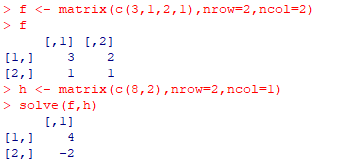 > f <- matrix(c(3,1,2,1),nrow=2,ncol=2)
> f
     [,1] [,2]
[1,]    3    2
[2,]    1    1
> h <- matrix(c(8,2),nrow=2,ncol=1)
> solve(f,h)
     [,1]
[1,]    4
[2,]   -2